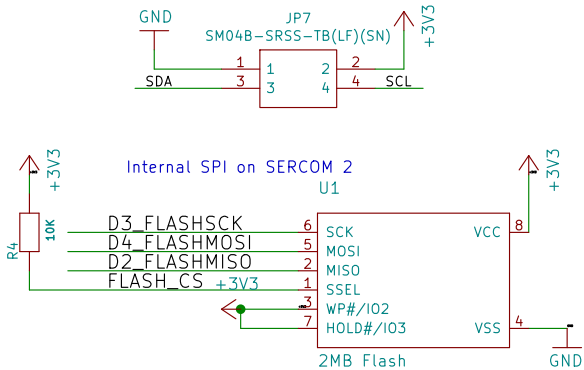 GND
JP7
SM04B-SRSS-TB(LF)(SN)
+3V3
1 1 2 2
SDA 3 3 4 4 SCL
+3V3
Internal SPI on SERCOM 2
+3V3
U1
R4
10K
D3_FLASHSCK 6 SCK VCC 8
D4_FLASHMOSI 5 MOSI
D2_FLASHMISO 2 MISO
FLASH_CS 1 SSEL
+3V3 3 WP#/IO2
7 HOLD#/IO3 VSS 4
2MB Flash
GND